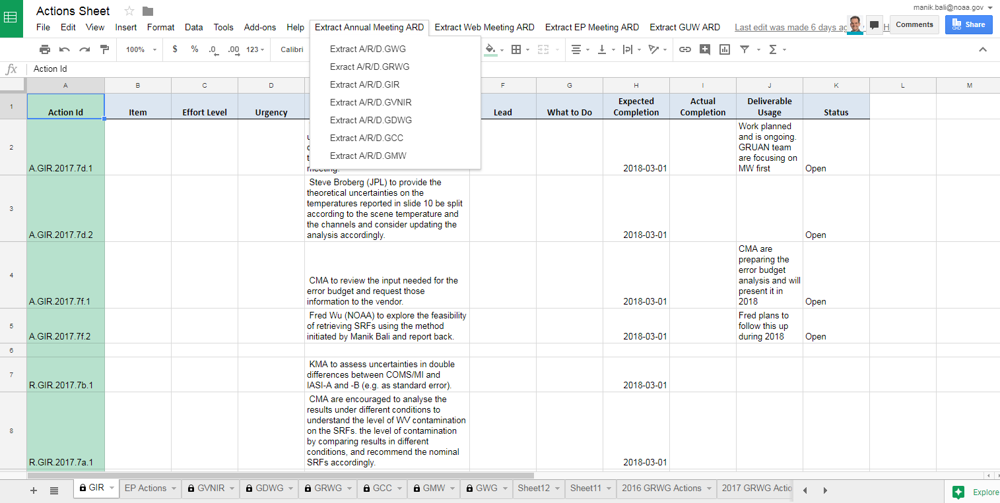 Actions Sheet
manik.bali@noaa.gov
File Edit View Insert Format Data Tools Add-ons Help Extract Annual Meeting ARD Extract Web Meeting ARD Extract EP Meeting ARD Extract GUW ARD Last edit was made 6 days ag H Comments Share
100% $ % .0 .00 123 Calibri
Extract A/R/D.GWG
Exract A/R/D.GRWG
Extract A/R/D.GIR
Extract A/R/D.GVNIR
Extract A/R/D.GDWG
Extract A/R/D.GCC
Extract A/R/D.GMW
fx Action Id
A B C D F G H I J K L M
1 Action Id Item Effort Level Urgency Lead What to Do Expected Completion Actual Completion Deliverable Usage Status
2 A.GIR.2017.7d.1
meeting.
2018-03-01
Work planned
and is ongoing.
GRUAN team
are focusing on
MW first
Open
3 A.GIR.2017.7d.2
Steve Broberg (JPL) to provide the
theoretical uncertainties on the
temperatures reported in slide 10 be split
according to the scene temperature and
the channels and consider updating the
analysis accordingly.
2018-03-01
Open
4 A.GIR.2017.7f.1
CMA to review the input needed for the
error budget and request those
information to the vendor.
2018-03-01
CMA are
preparing the
error budget
analysis and will
present it in
2018
Open
5 A.GIR.2017.7f.2
Fred Wu (NOAA) to explore the feasibility
of retrieving SRFs using the method
initiated by Manik Bali and report back.
2018-03-01
Fred plans to
follow this up
during 2018
Open
6
7 R.GIR.2017.7b.1
KMA to assess uncertainties in double
differences between COMS/MI and
IASI-A and -B (e.g. as standard error).
2018-03-01
8 R.GIR.2017.7a.1
CMA are encouraged to analyse the
results under different conditions to
understand the level of WV contamination
on the SRFs. the level of contamination
by comparing results in different
conditions, and recommend the nominal
SRFs accordingly.
2018-03-01
GIR EP Actions GVNIR GDWG GRWG GCC GMW GWG Sheet12 Sheet11 2016 GRWG Actions 2017 GRWG Actio Explore